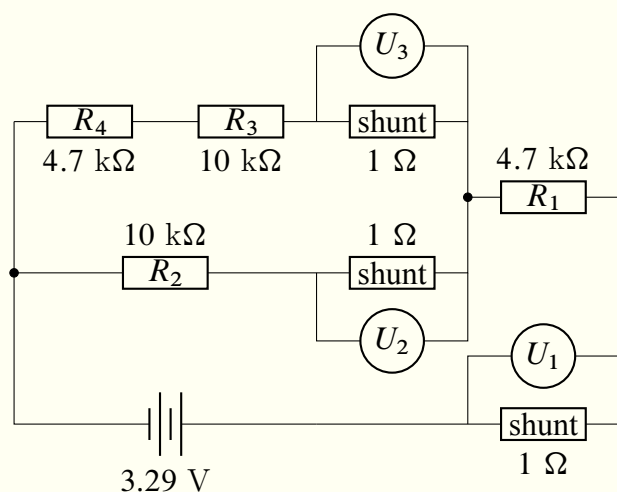 U₃
R₄ R₃ shunt
4.7 kΩ 10 kΩ 1 Ω
4.7 kΩ
R₁
10 kΩ 1 Ω
R₂ shunt
U₂
U₁
shunt
3.29 V 1 Ω